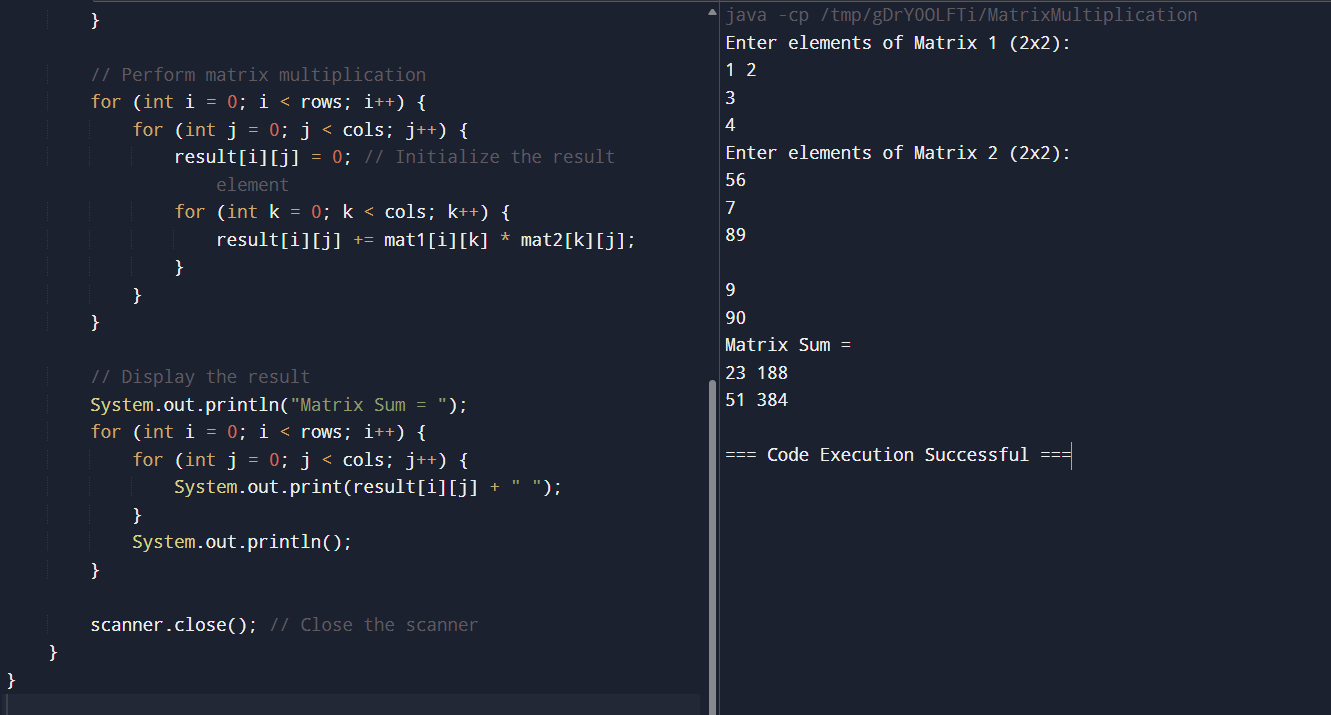 }
// Perform matrix multiplication
for (int i = 0; i < rows; i++) {
for (int j = 0; j < cols; j++) {
result[i][j] = 0; // Initialize the result
element
for (int k = 0; k < cols; k++) {
result[i][j] += mat1[i][k] * mat2[k][j];
}
}
}
// Display the result
System.out.println("Matrix Sum = ");
for (int i = 0; i < rows; i++) {
for (int j = 0; j < cols; j++) {
System.out.print(result[i][j] + " ");
}
System.out.println();
}
scanner.close(); // Close the scanner
}
}
java -cp /tmp/gDrYOOLFTi/MatrixMultiplication
Enter elements of Matrix 1 (2x2):
1 2
3
4
Enter elements of Matrix 2 (2x2):
56
7
89
9
90
Matrix Sum =
23 188
51 384
=== Code Execution Successful ===